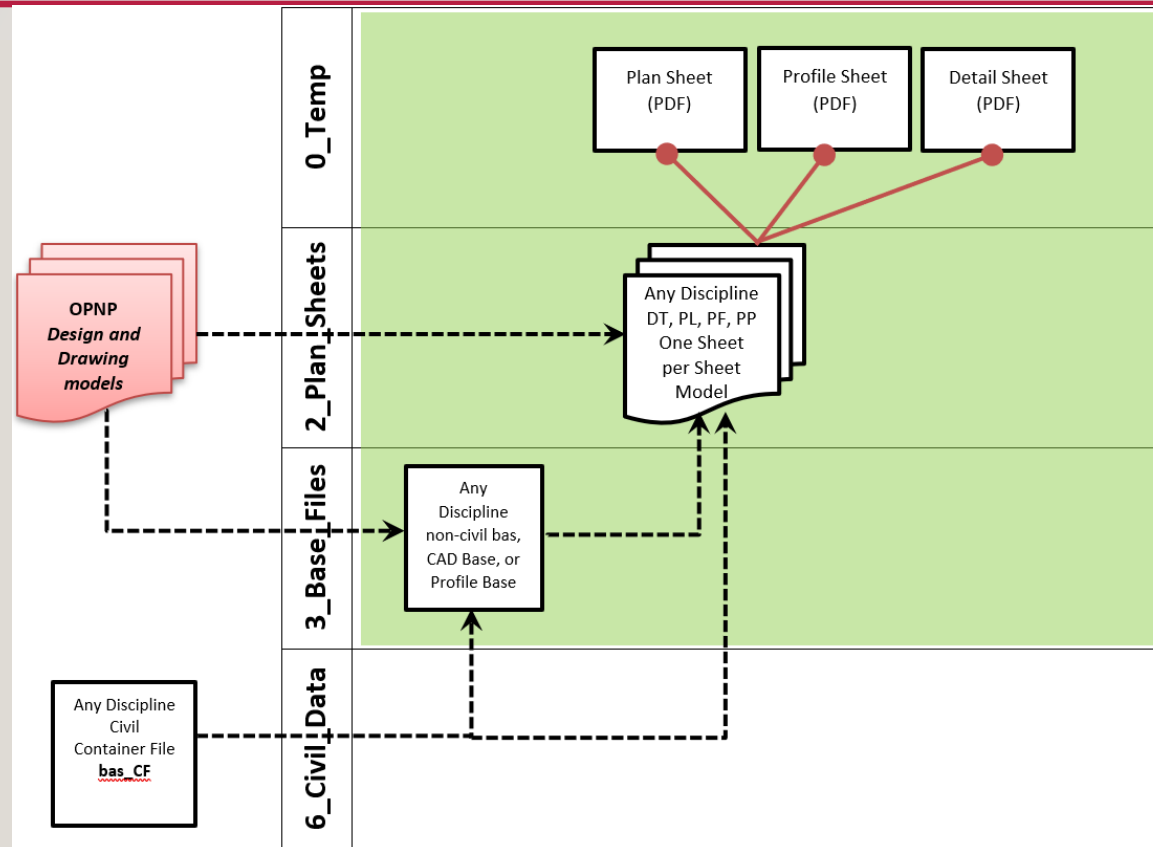 0_Temp
Plan Sheet
(PDF)
Profile Sheet
(PDF)
Detail Sheet
(PDF)
2_Plan_Sheets
OPNP
Design and
Drawing
models
Any Discipline
DT, PL, PF, PP
One Sheet
per Sheet
Model
3_Base_Files
Any
Discipline
non-civil bas,
CAD Base, or
Profile Base
6_Civil_Data
Any Discipline
Civil
Container File
bas_CF